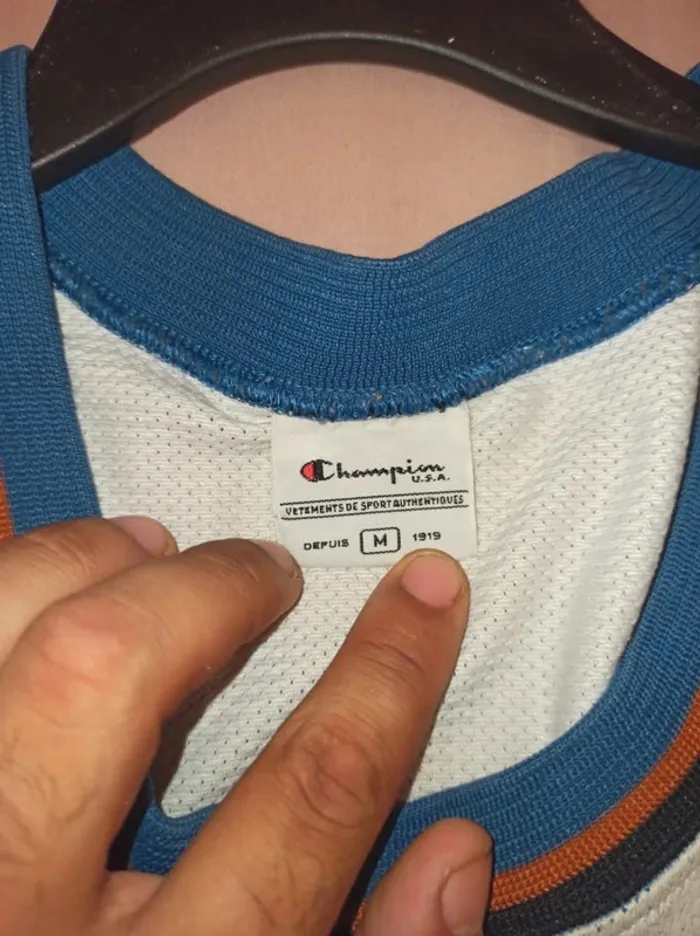 Champion
U.S.A.
VETEMENTS DE SPORT AUTHENTIQUES
DEPUIS M 1919